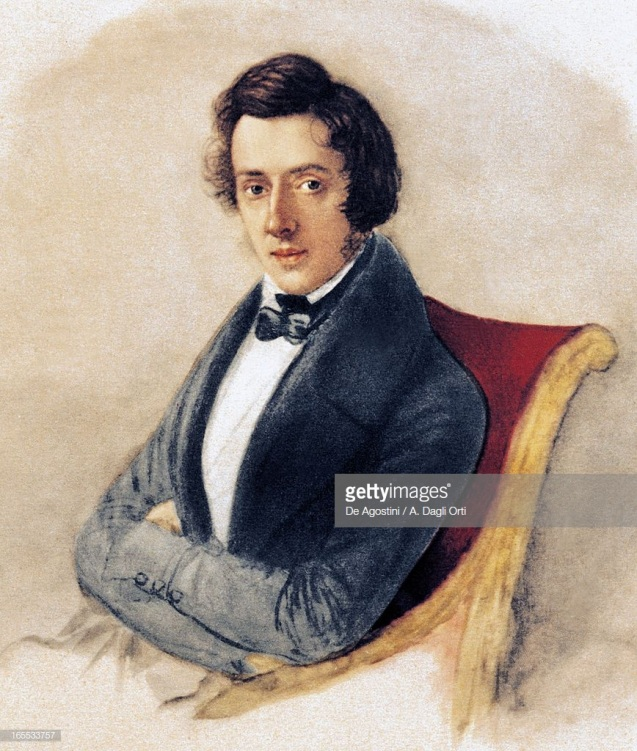 gettyimages®
De Agostini / A. Dagli Orti
165533757